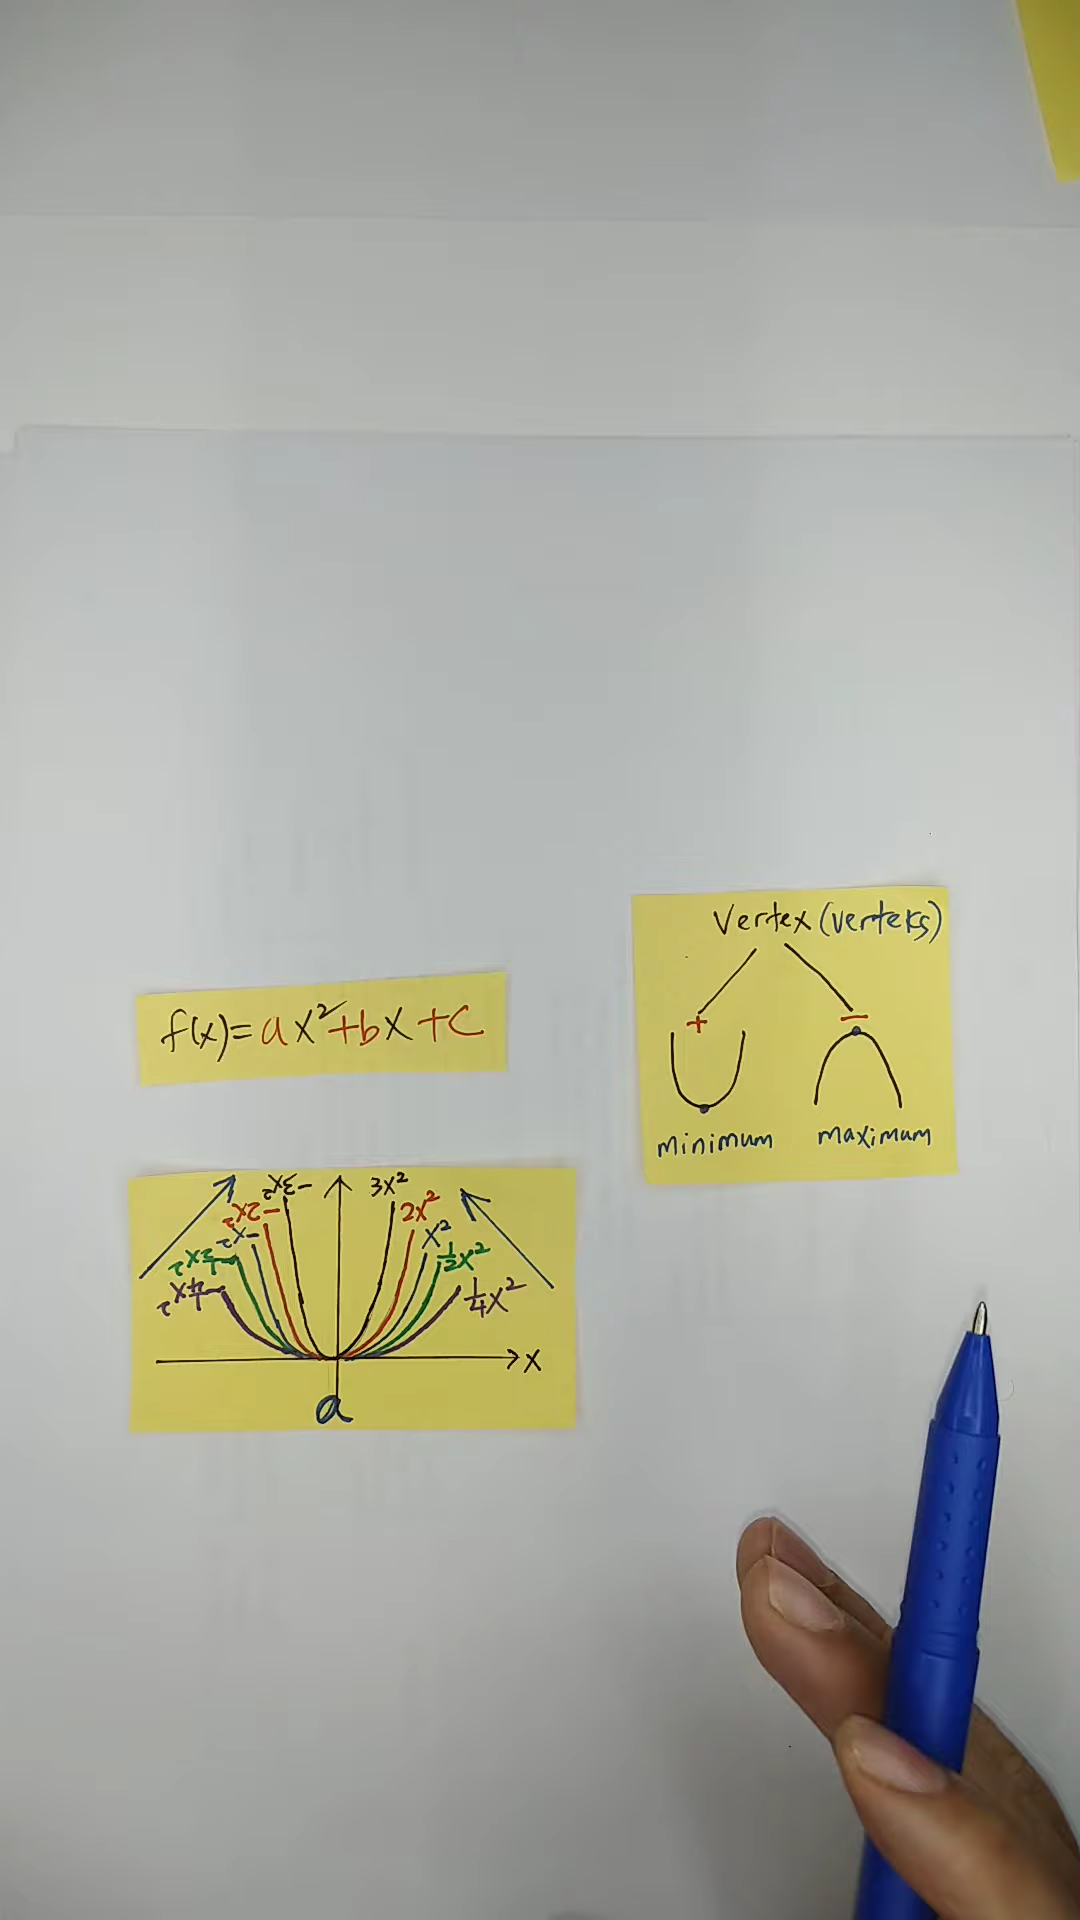 f(x)=ax²+bx+c
Vertex (verteks)
+ −
minimum maximum
-3x² 3x²
-2x² 2x²
-x² x²
-½x² ½x²
-¼x² ¼x²
x
a